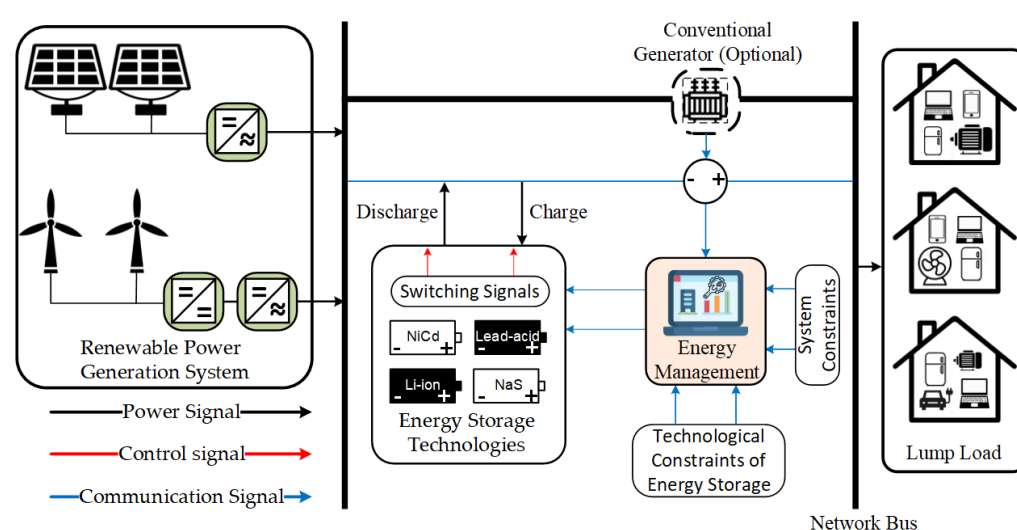 Conventional
Generator (Optional)
- +
Discharge
Charge
Switching Signals
NiCd
- +
Lead-acid
- +
Li-ion
- +
NaS
- +
Energy Storage
Technologies
Energy
Management
System
Constraints
Technological
Constraints of
Energy Storage
Renewable Power
Generation System
Power Signal
Control signal
Communication Signal
Lump Load
Network Bus